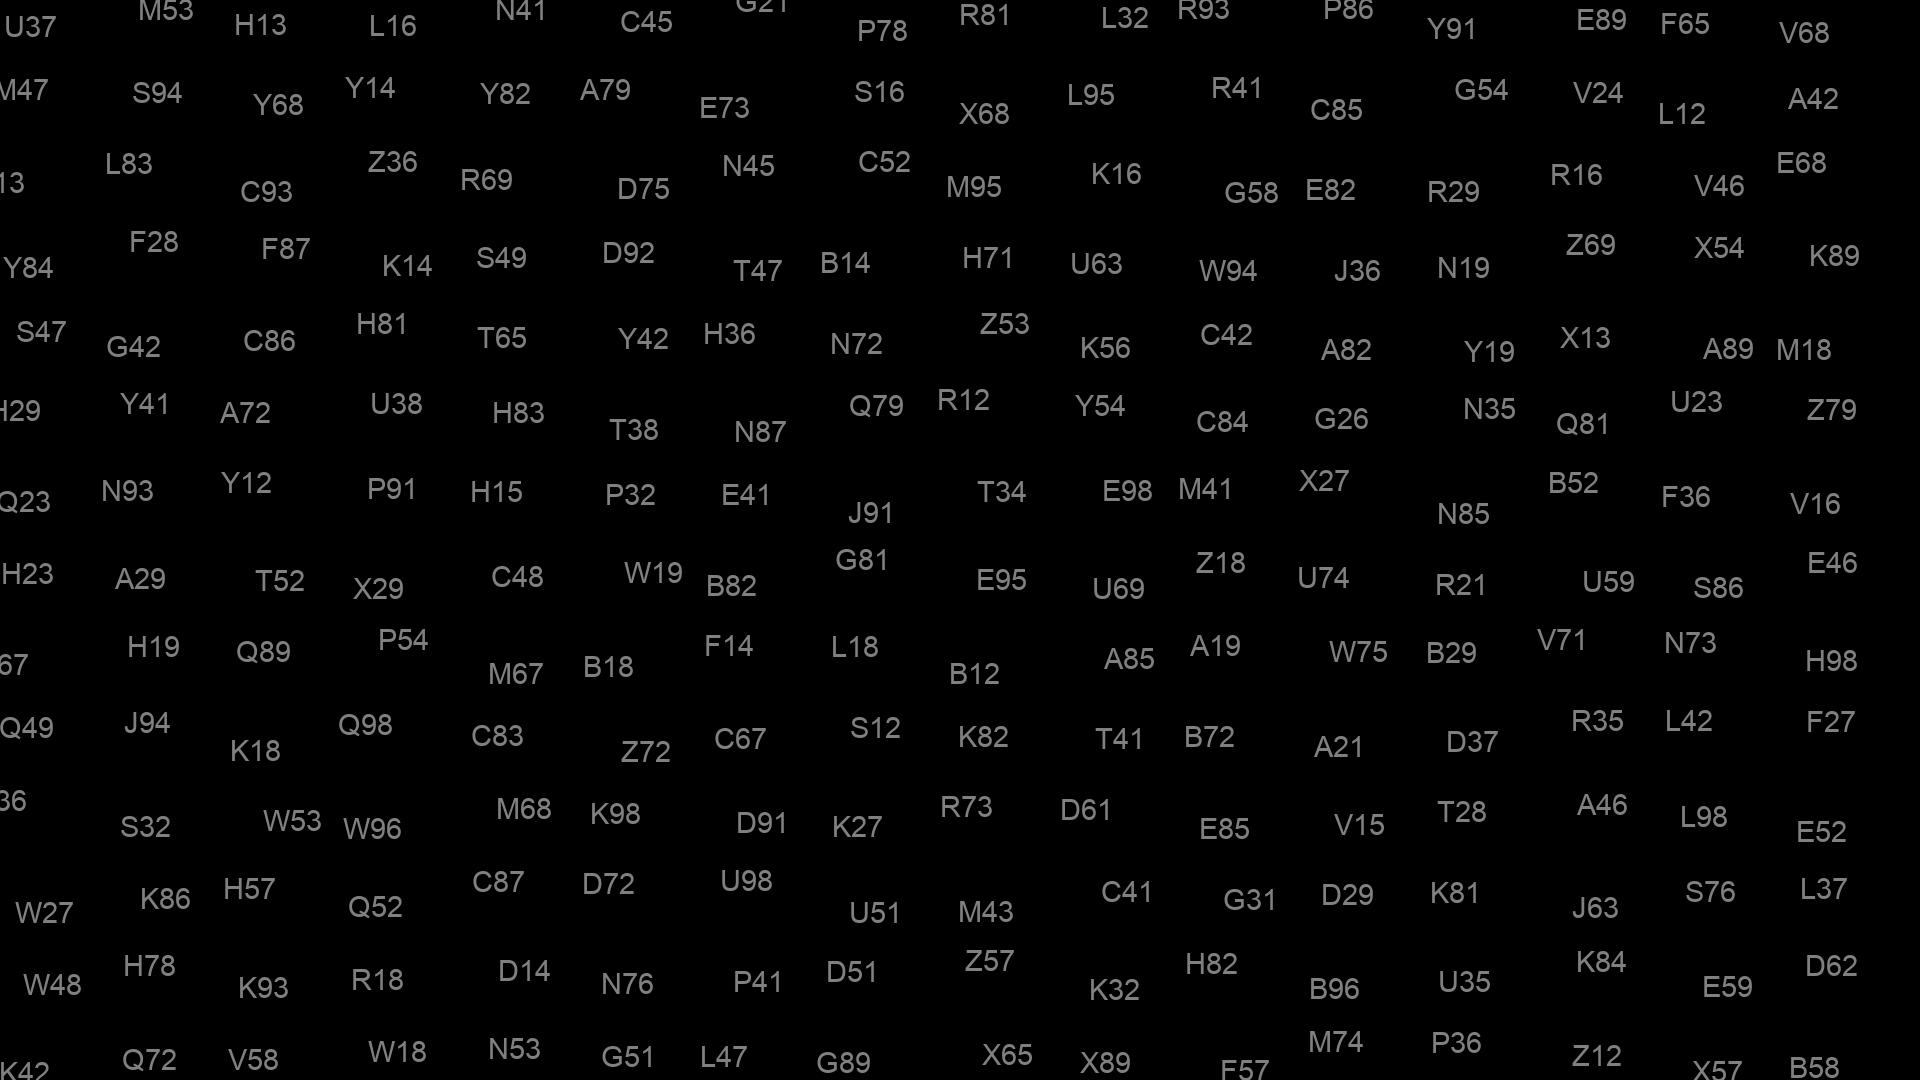 U37 M53 H13 L16 N41 C45 G21 P78 R81 L32 R93 P86 Y91 E89 F65 V68
M47 S94 Y68 Y14 Y82 A79 E73 S16 X68 L95 R41 C85 G54 V24 L12 A42
13 L83 C93 Z36 R69 D75 N45 C52 M95 K16 G58 E82 R29 R16 V46 E68
Y84 F28 F87 K14 S49 D92 T47 B14 H71 U63 W94 J36 N19 Z69 X54 K89
S47 G42 C86 H81 T65 Y42 H36 N72 Z53 K56 C42 A82 Y19 X13 A89 M18
H29 Y41 A72 U38 H83 T38 N87 Q79 R12 Y54 C84 G26 N35 Q81 U23 Z79
Q23 N93 Y12 P91 H15 P32 E41 J91 T34 E98 M41 X27 N85 B52 F36 V16
H23 A29 T52 X29 C48 W19 B82 G81 E95 U69 Z18 U74 R21 U59 S86 E46
67 H19 Q89 P54 M67 B18 F14 L18 B12 A85 A19 W75 B29 V71 N73 H98
Q49 J94 K18 Q98 C83 Z72 C67 S12 K82 T41 B72 A21 D37 R35 L42 F27
36 S32 W53 W96 M68 K98 D91 K27 R73 D61 E85 V15 T28 A46 L98 E52
W27 K86 H57 Q52 C87 D72 U98 U51 M43 C41 G31 D29 K81 J63 S76 L37
W48 H78 K93 R18 D14 N76 P41 D51 Z57 K32 H82 B96 U35 K84 E59 D62
K42 Q72 V58 W18 N53 G51 L47 G89 X65 X89 F57 M74 P36 Z12 X57 B58